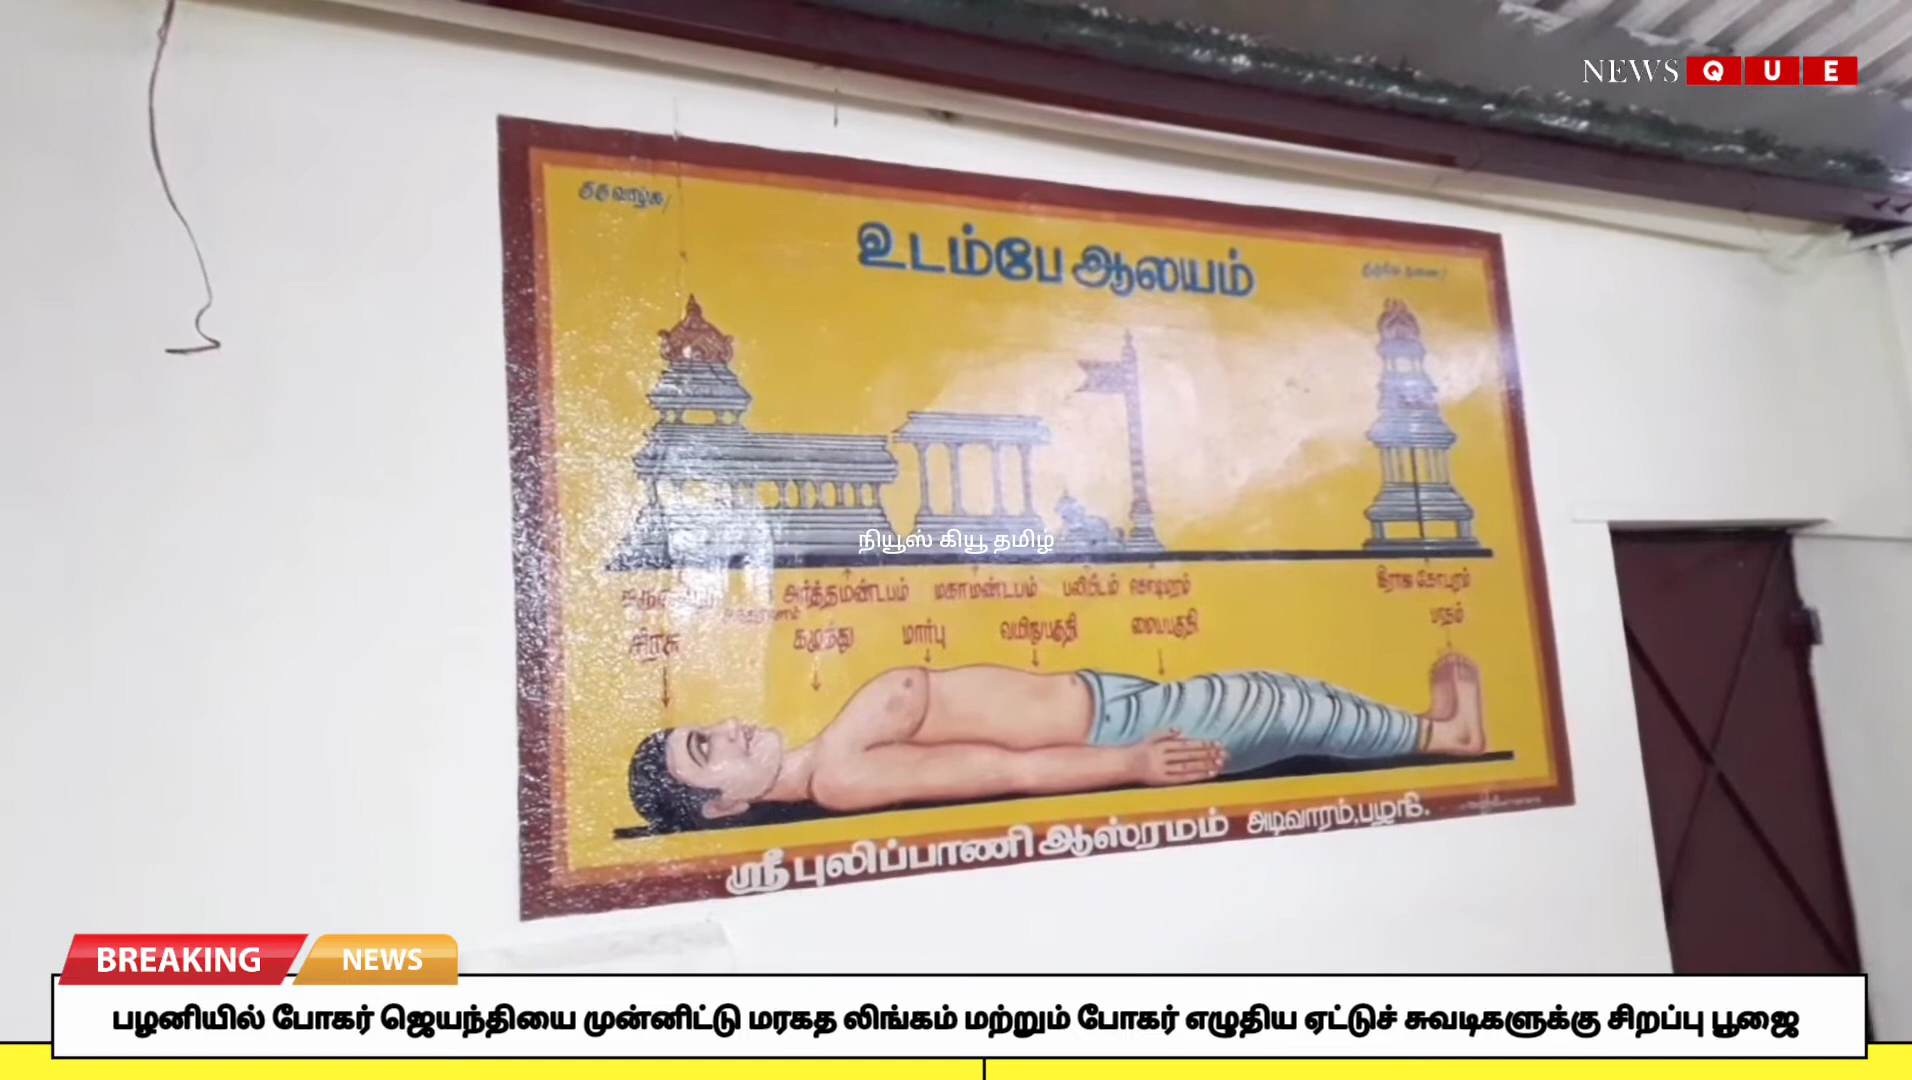 NEWS QUE
உடம்பே ஆலயம்
நியூஸ் கியூ தமிழ்
அர்த்தமண்டபம் மகாமண்டபம் பலிபீடம் கொடிமரம் இராஜ கோபுரம்
சிரசு கழுத்து மார்பு வயிற்றுபகுதி பாதம்
ஸ்ரீ புலிப்பாணி ஆஸ்ரமம் அடிவாரம்,பழநி.
BREAKING NEWS
பழனியில் போகர் ஜெயந்தியை முன்னிட்டு மரகத லிங்கம் மற்றும் போகர் எழுதிய ஏட்டுச் சுவடிகளுக்கு சிறப்பு பூஜை